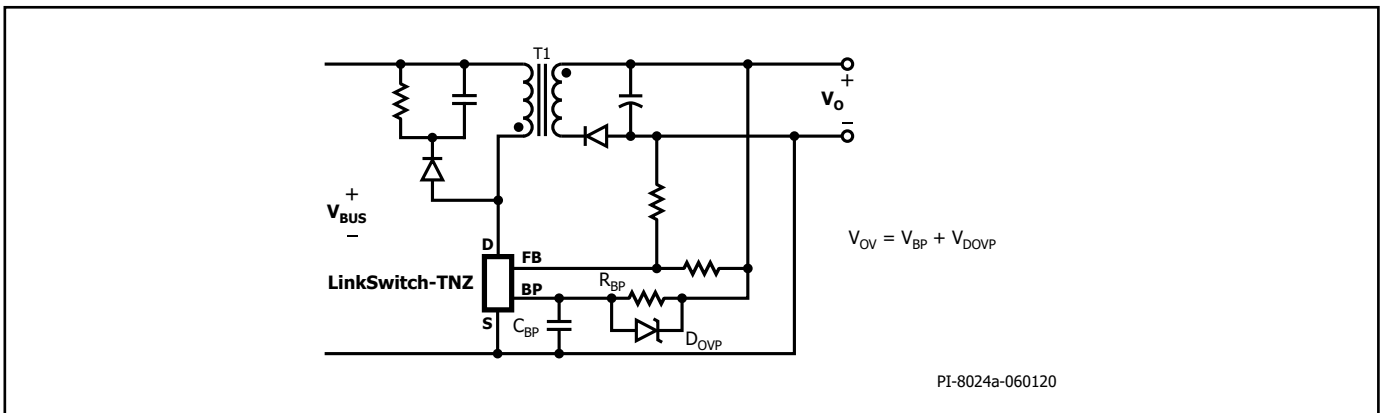 T1
+
V_O
−
+
V_BUS
−
D
FB
LinkSwitch-TNZ
R_BP
BP
S
C_BP
D_OVP
V_OV = V_BP + V_DOVP
PI-8024a-060120